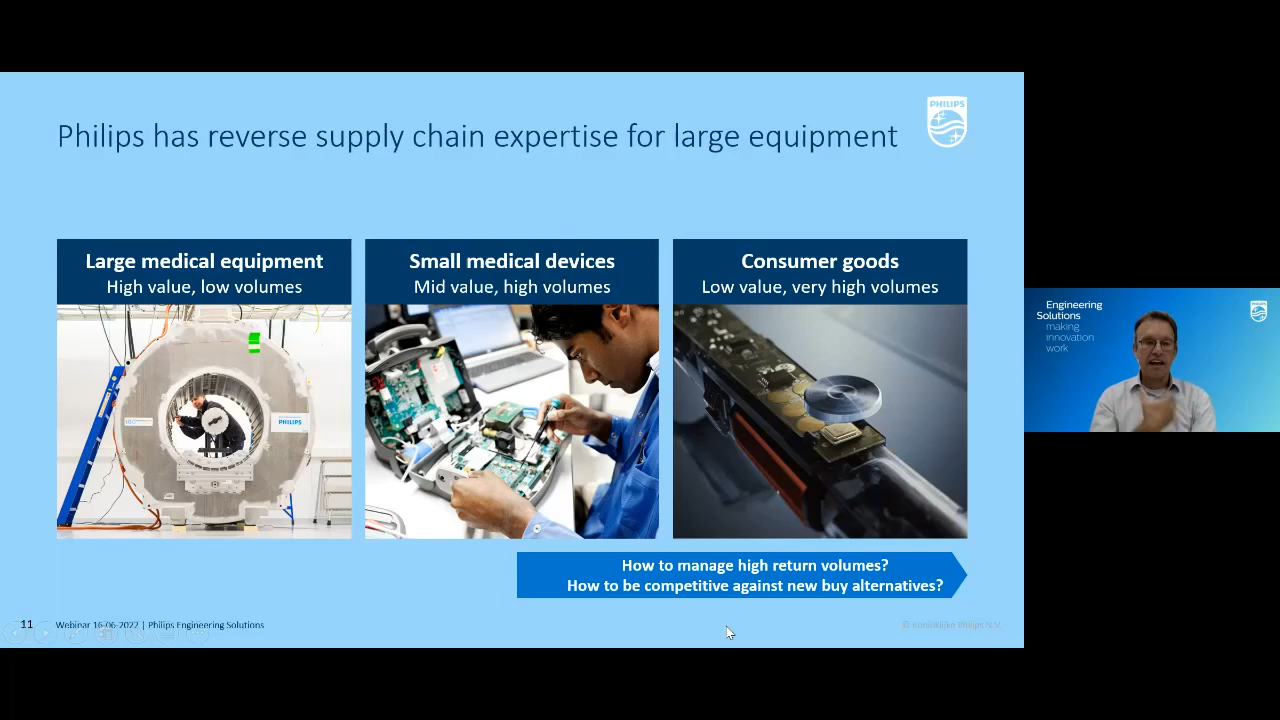 Philips has reverse supply chain expertise for large equipment
PHILIPS
Large medical equipment
High value, low volumes
Small medical devices
Mid value, high volumes
Consumer goods
Low value, very high volumes
PHILIPS
How to manage high return volumes?
How to be competitive against new buy alternatives?
11
Webinar 16-06-2022 | Philips Engineering Solutions
© Koninklijke Philips N.V.
Engineering
Solutions
making
innovation
work